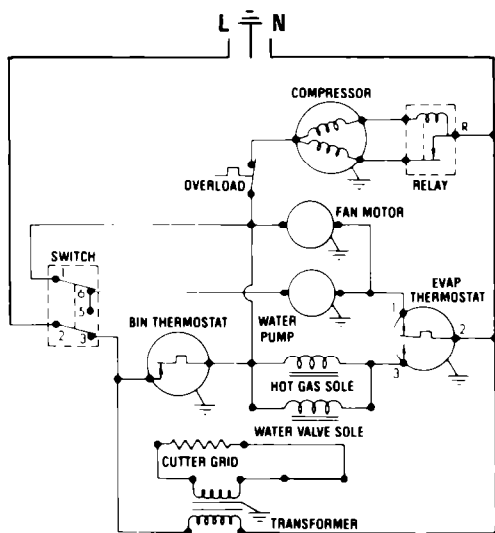 L N
COMPRESSOR
R
RELAY
OVERLOAD
FAN MOTOR
SWITCH
1
6
5
2 3
EVAP
THERMOSTAT
1
2
3
WATER
PUMP
BIN THERMOSTAT
HOT GAS SOLE
WATER VALVE SOLE
CUTTER GRID
TRANSFORMER